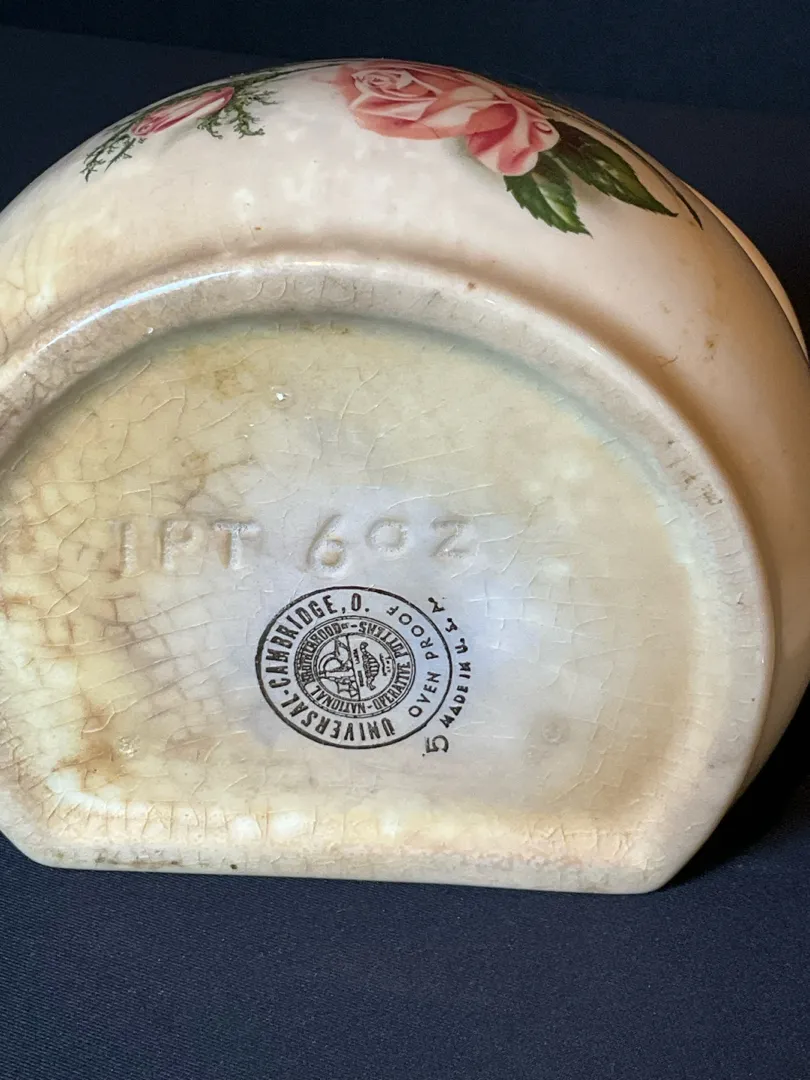 1PT 6OZ
UNIVERSAL-CAMBRIDGE, O.
OVEN PROOF
NATIONAL BROTHERHOOD OF OPERATIVE POTTERS
5 MADE IN U.S.A.